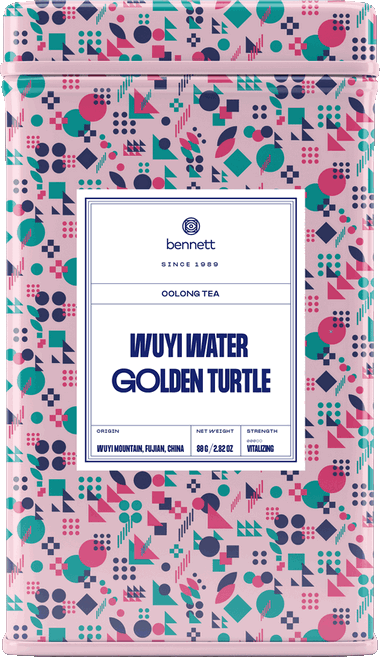 bennett
SINCE 1989
OOLONG TEA
WUYI WATER
GOLDEN TURTLE
ORIGIN
WUYI MOUNTAIN, FUJIAN, CHINA
NET WEIGHT
80 G / 2.82 OZ
STRENGTH
VITALIZING